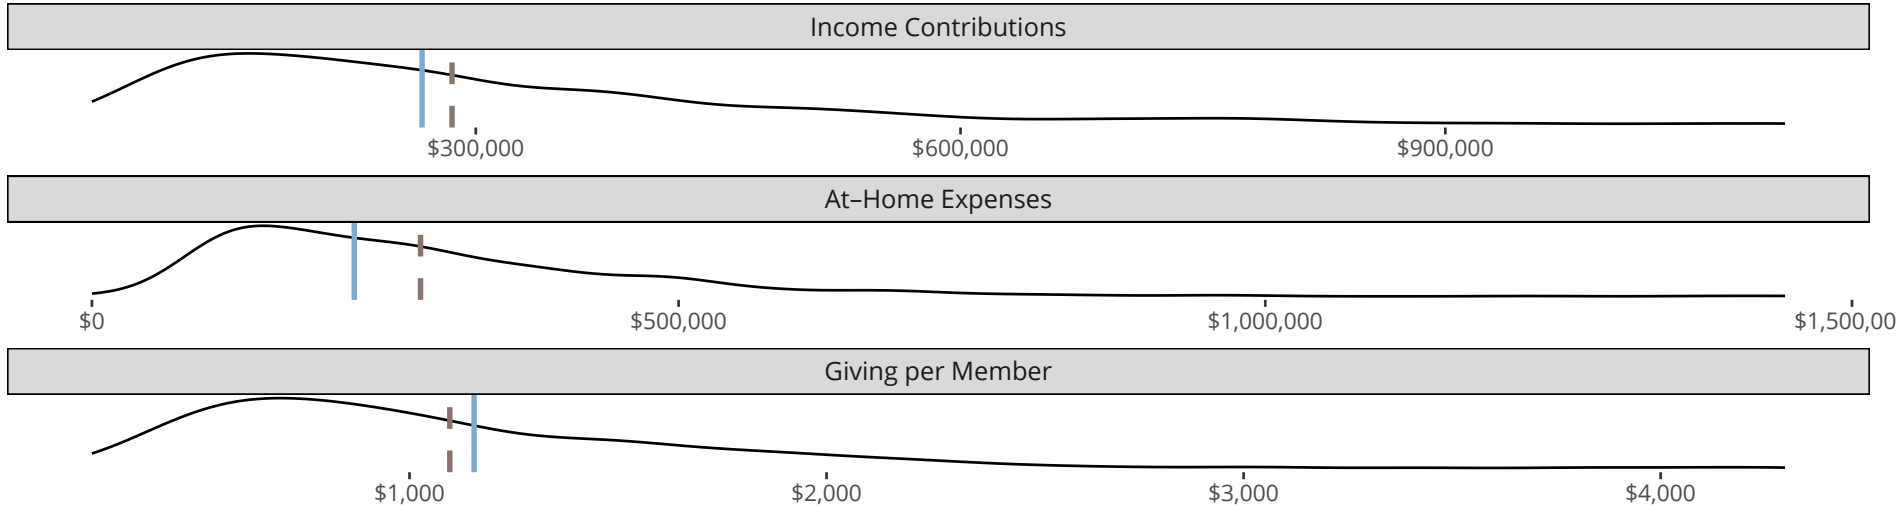 Income Contributions
$300,000 $600,000 $900,000
At–Home Expenses
$0 $500,000 $1,000,000 $1,500,00
Giving per Member
$1,000 $2,000 $3,000 $4,000